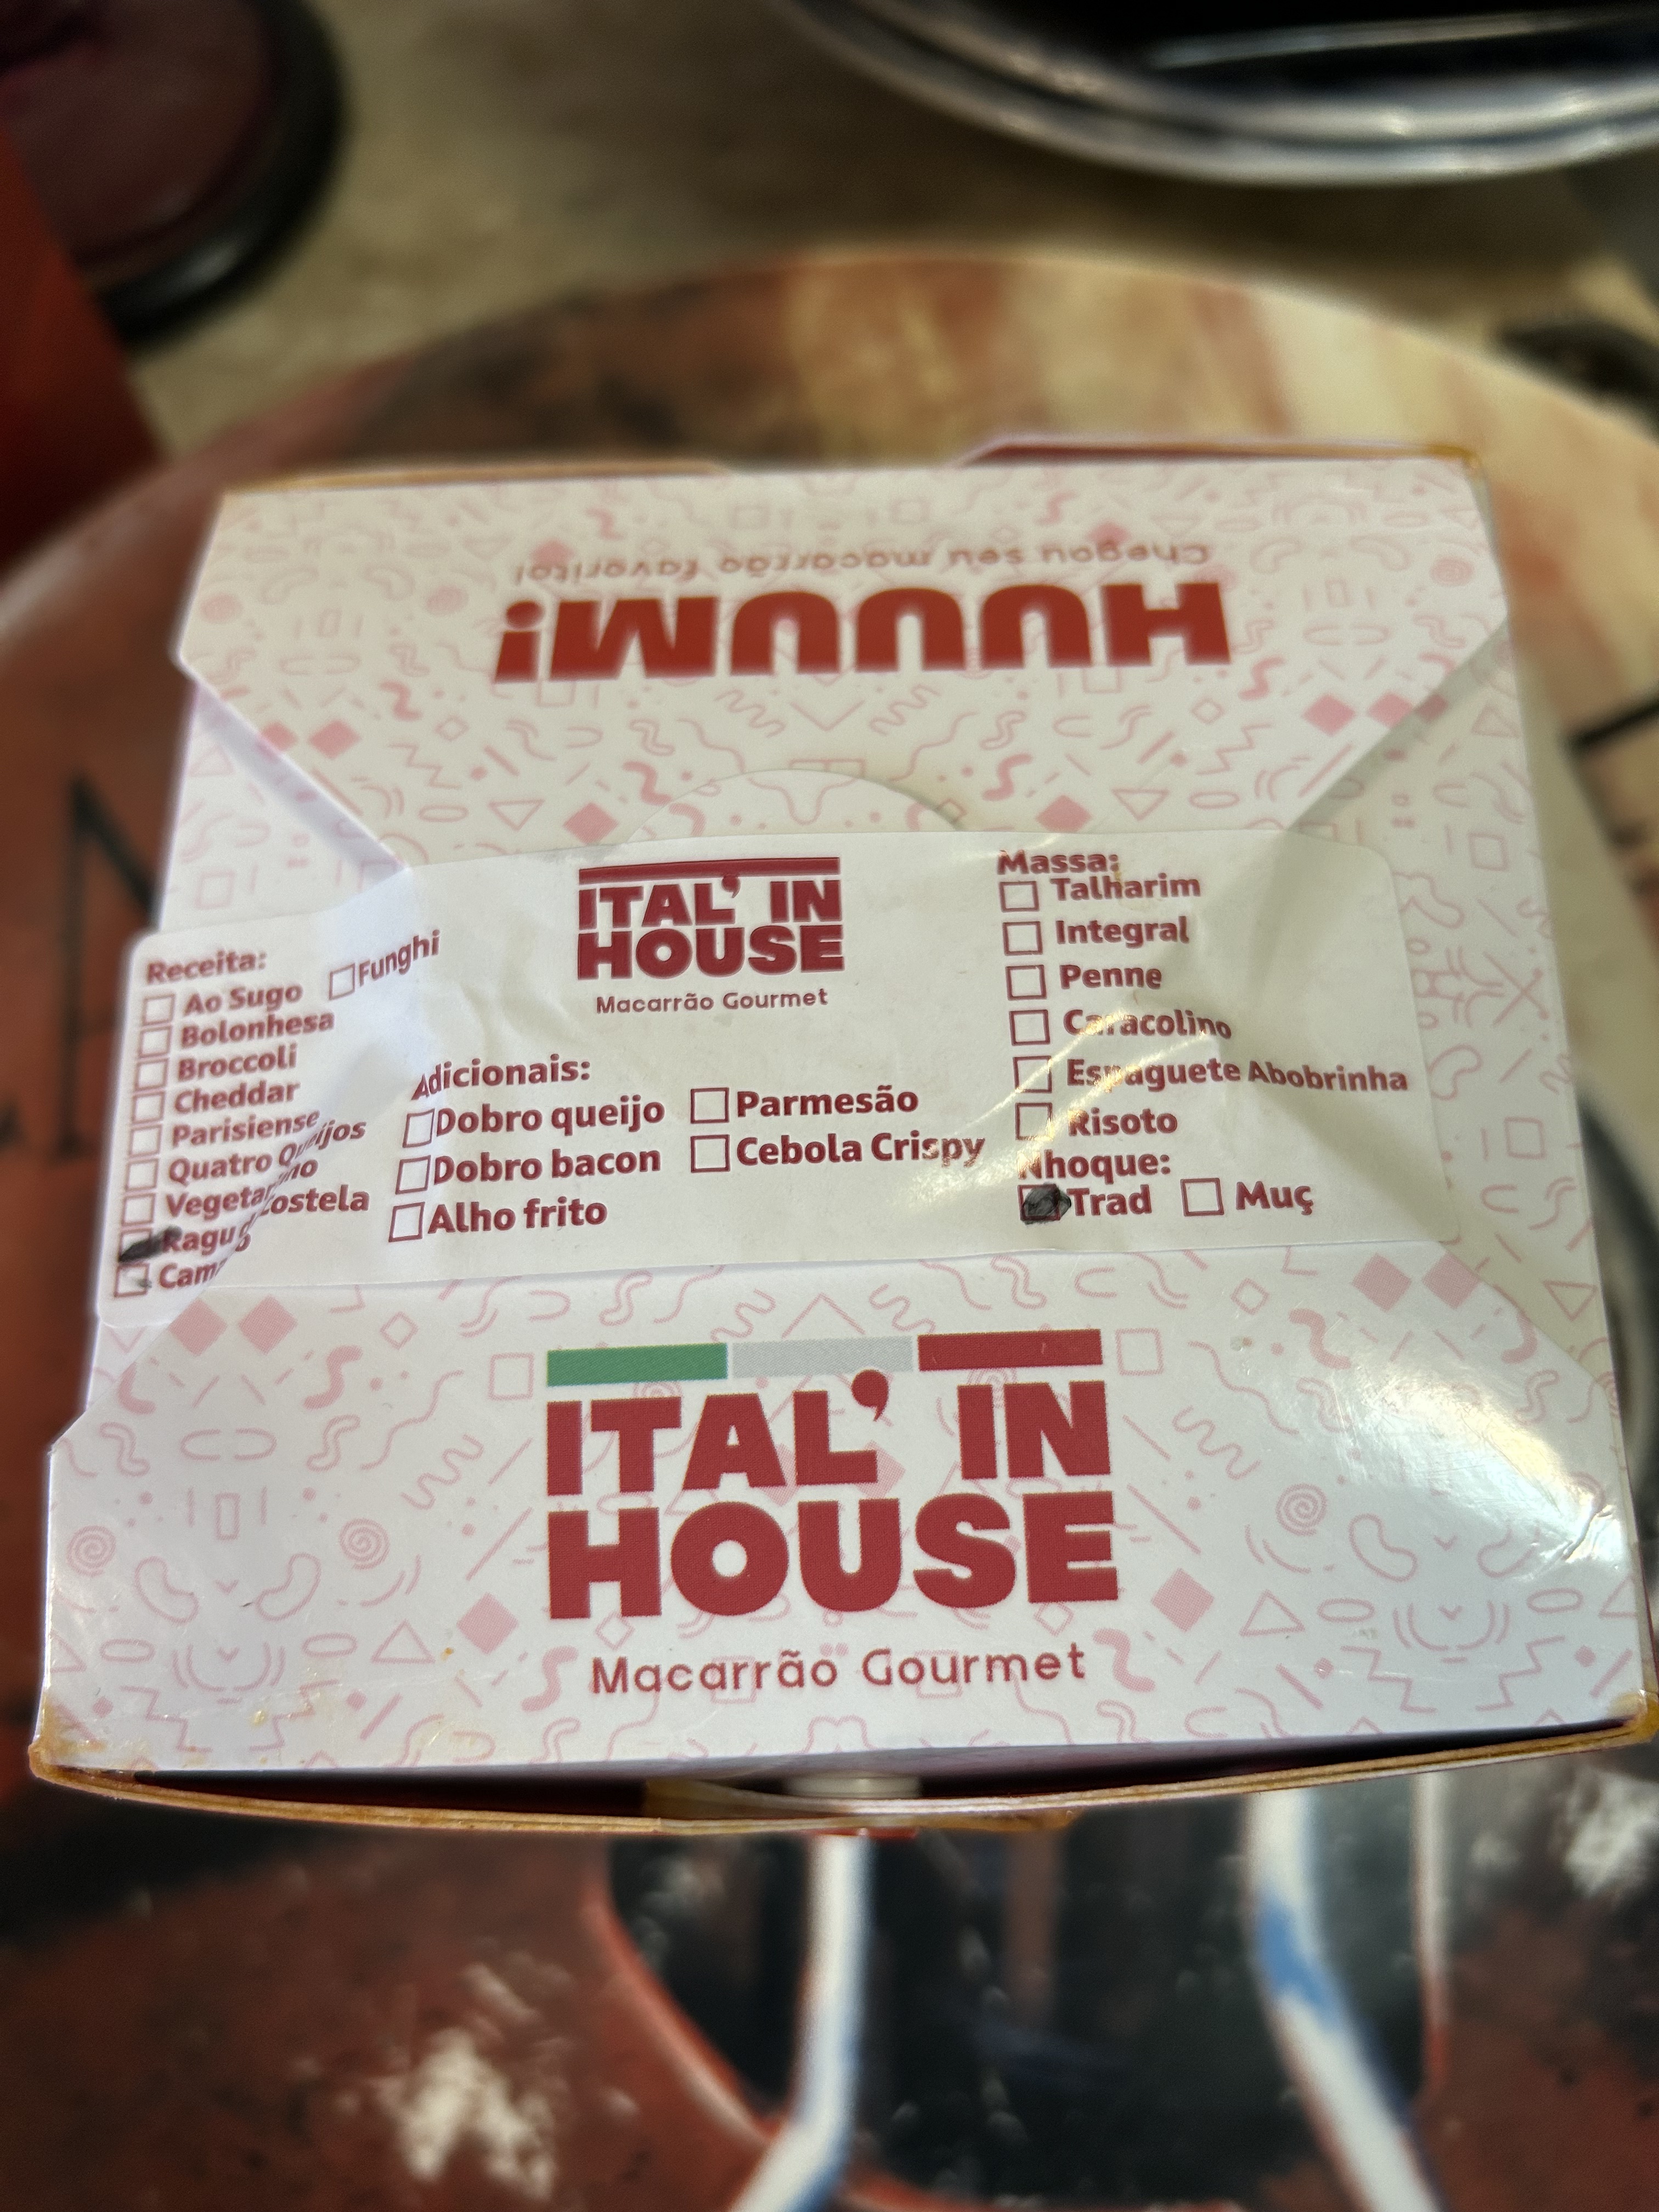 Chegou seu macarrão favorito!
HUUUM!
ITAL' IN
HOUSE
Macarrão Gourmet
Receita:
Ao Sugo
Funghi
Bolonhesa
Broccoli
Cheddar
Parisiense
Quatro Queijos
Vegetariano
Ragu d Costela
Cam
Adicionais:
Dobro queijo
Parmesão
Dobro bacon
Cebola Crispy
Alho frito
Massa:
Talharim
Integral
Penne
Caracolino
Espaguete Abobrinha
Risoto
Nhoque:
Trad
Muç
ITAL' IN
HOUSE
Macarrão Gourmet